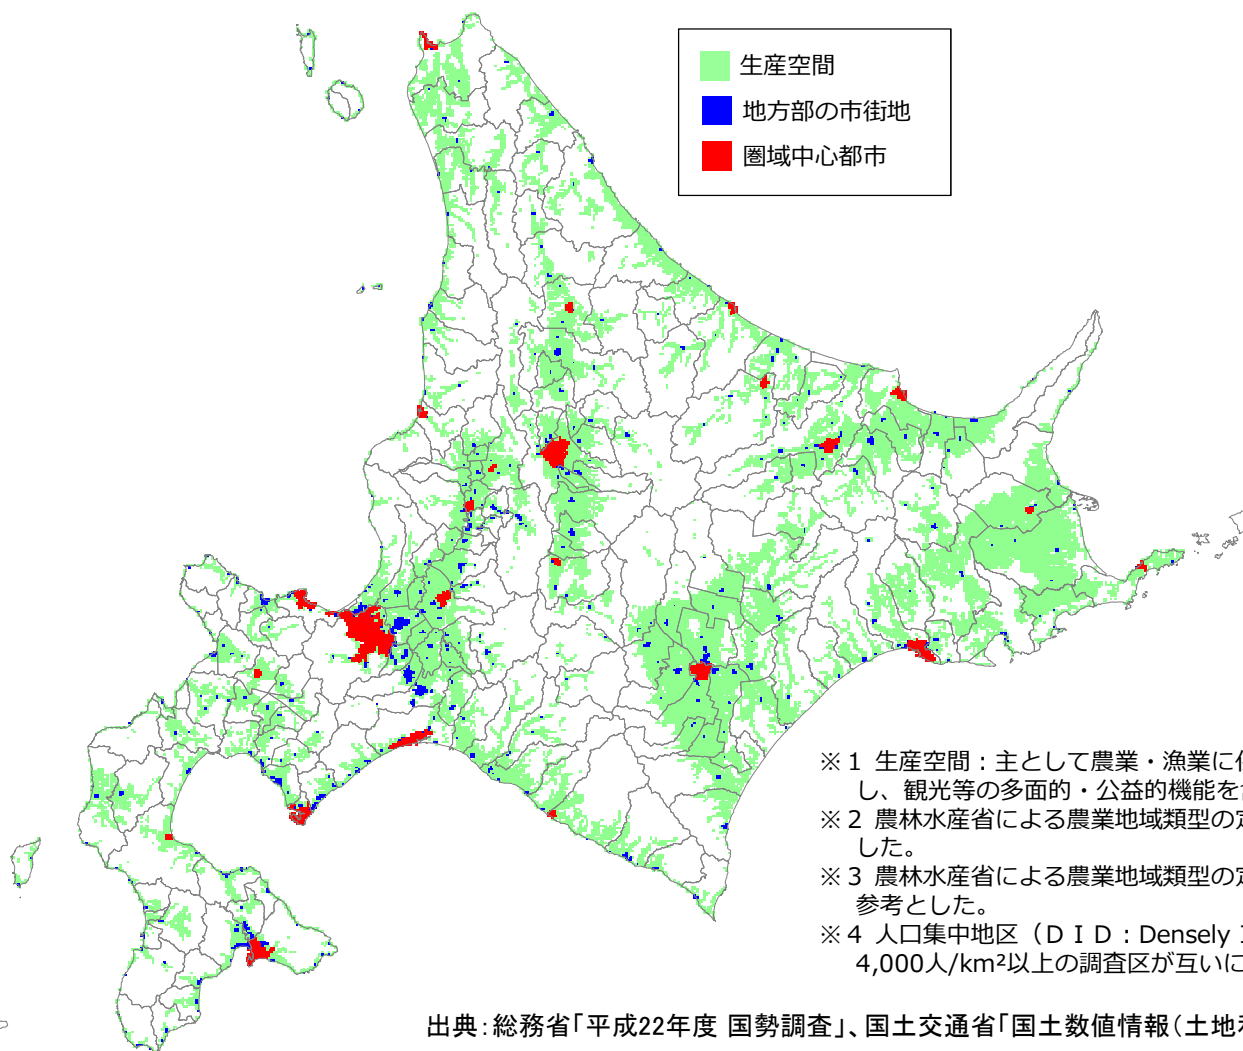 生産空間
地方部の市街地
圏域中心都市
※1 生産空間：主として農業・漁業に
し、観光等の多面的・公益的機能を
※2 農林水産省による農業地域類型の定
した。
※3 農林水産省による農業地域類型の定
参考とした。
※4 人口集中地区（ＤＩＤ：Densely
4,000人/km²以上の調査区が互いに
出典：総務省「平成22年度 国勢調査」、国土交通省「国土数値情報（土地